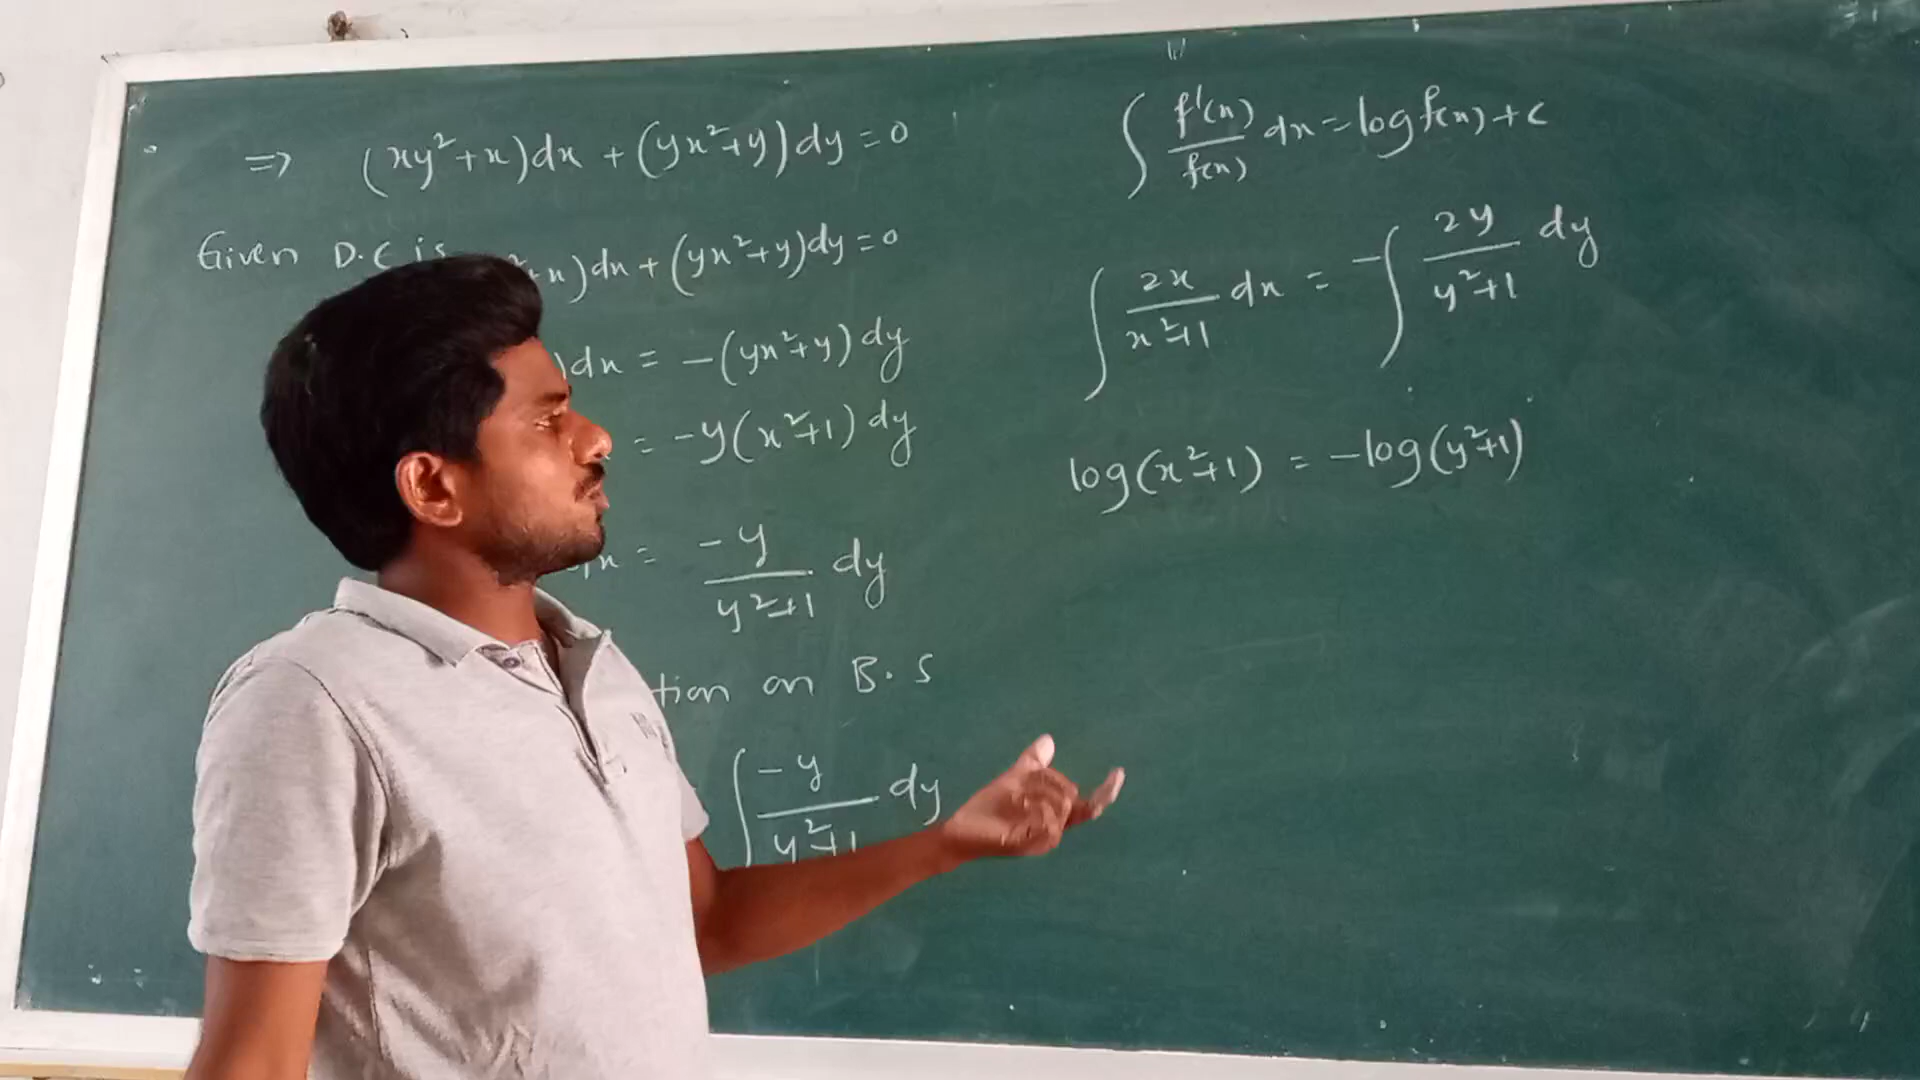 => (xy²+x)dx + (yx²+y)dy = 0
Given D.C is ²+x)dx + (yx²+y)dy = 0
)dx = -(yx²+y) dy
= -y(x²+1) dy
dx = -y/y²+1 dy
tion on B.S
∫ -y/y²+1 dy
∫ f'(x)/f(x) dx = log f(x) + c
∫ 2x/x²+1 dx = -∫ 2y/y²+1 dy
log(x²+1) = -log(y²+1)